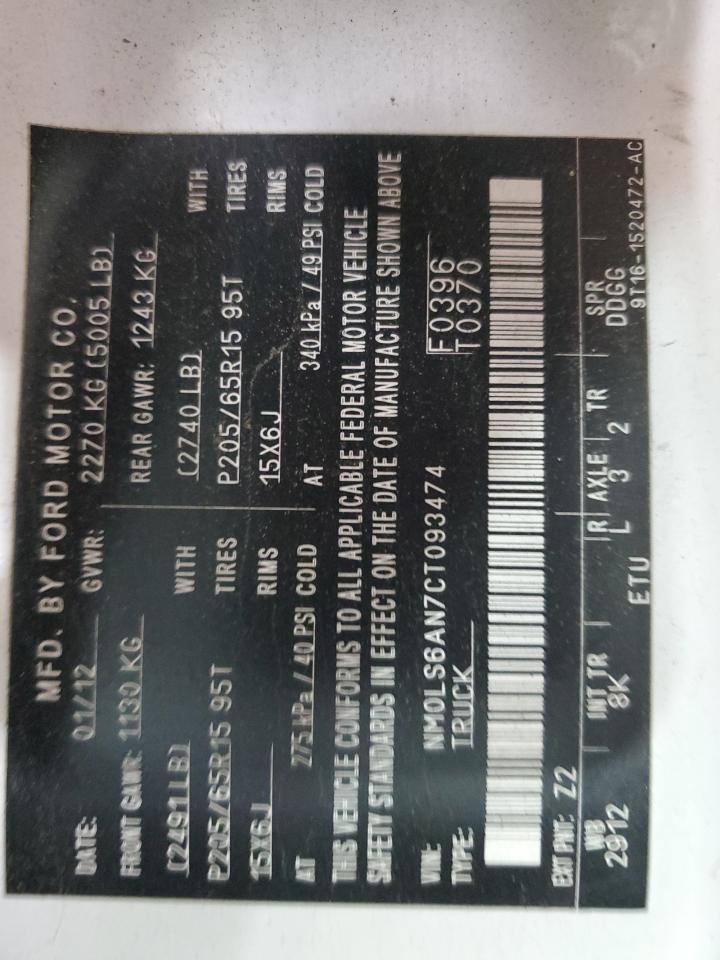 MFD. BY FORD MOTOR CO.
DATE: 01/12 GVWR: 2270 KG (5005 LB)
FRONT GAWR: 1130 KG REAR GAWR: 1243 KG
(2491LB) WITH (2740 LB) WITH
P205/65R15 95T TIRES P205/65R15 95T TIRES
15X6J RIMS 15X6J RIMS
AT 275 kPa / 40 PSI COLD AT 340 kPa / 49 PSI COLD
THIS VEHICLE CONFORMS TO ALL APPLICABLE FEDERAL MOTOR VEHICLE
SAFETY STANDARDS IN EFFECT ON THE DATE OF MANUFACTURE SHOWN ABOVE
VIN: NM0LS6AN7CT093474 F0396
TYPE: TRUCK T0370
EXT PNT: Z2
WB INT TR R AXLE TR SPR
2912 8K L 3 2 DDGG
ETU 9T16-1520472-AC